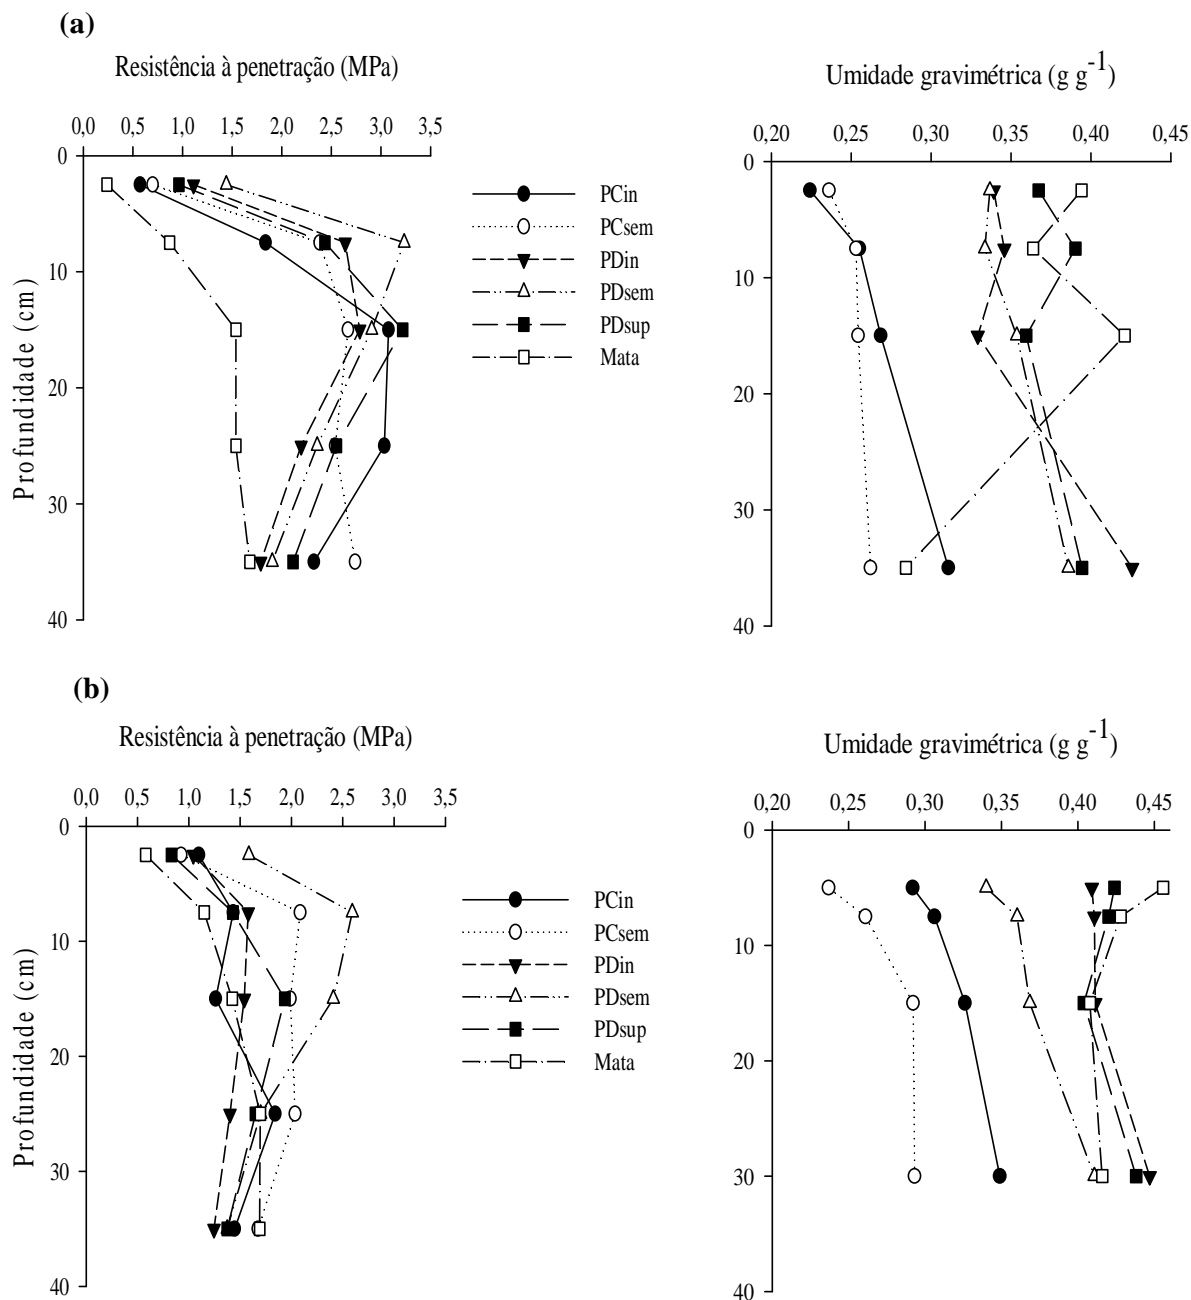 (a)
Resistência à penetração (MPa)
0,0 0,5 1,0 1,5 2,0 2,5 3,0 3,5
0
10
20
30
40
Profundidade (cm)
PCin
PCsem
PDin
PDsem
PDsup
Mata
Umidade gravimétrica (g g-1)
0,20 0,25 0,30 0,35 0,40 0,45
0
10
20
30
40
(b)
Resistência à penetração (MPa)
0,0 0,5 1,0 1,5 2,0 2,5 3,0 3,5
0
10
20
30
40
Profundidade (cm)
PCin
PCsem
PDin
PDsem
PDsup
Mata
Umidade gravimétrica (g g-1)
0,20 0,25 0,30 0,35 0,40 0,45
0
10
20
30
40